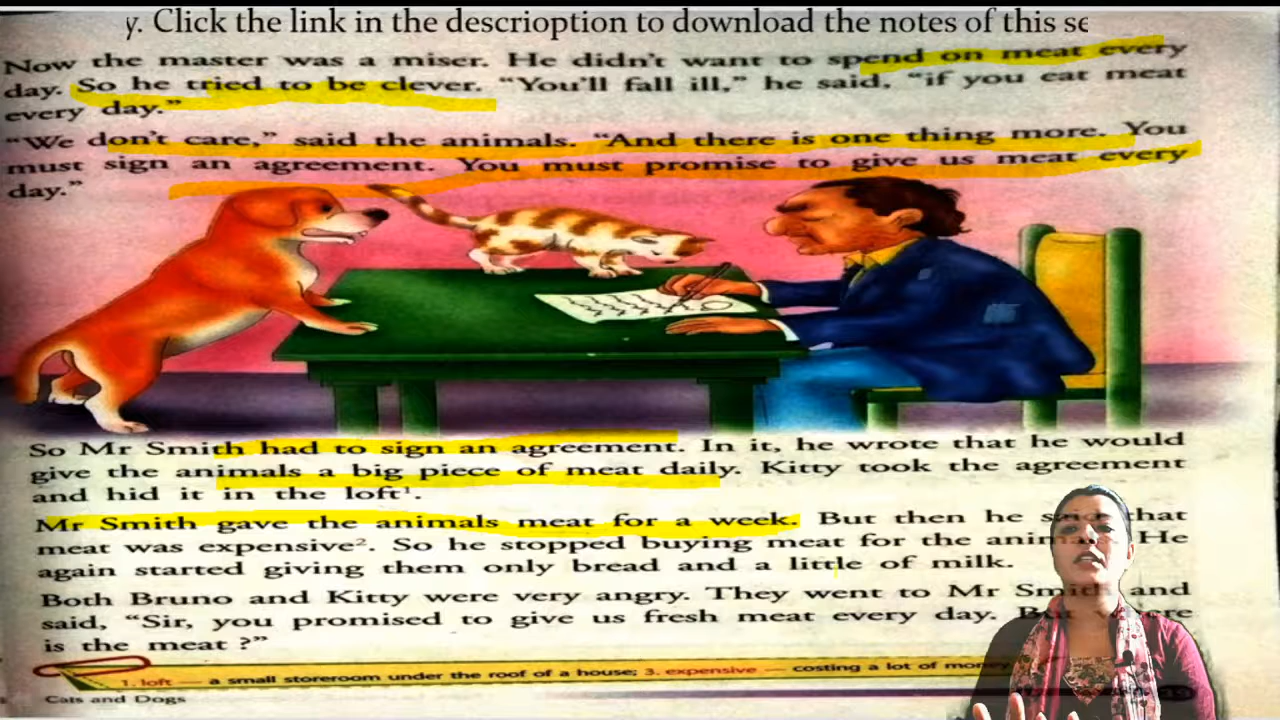 y. Click the link in the descrioption to download the notes of this se
Now the master was a miser. He didn't want to spend on meat every
day. So he tried to be clever. "You'll fall ill," he said, "if you eat meat
every day."
"We don't care," said the animals. "And there is one thing more. You
must sign an agreement. You must promise to give us meat every
day."
So Mr Smith had to sign an agreement. In it, he wrote that he would
give the animals a big piece of meat daily. Kitty took the agreement
and hid it in the loft¹.
Mr Smith gave the animals meat for a week. But then he that
meat was expensive². So he stopped buying meat for the He
again started giving them only bread and a little of milk.
Both Bruno and Kitty were very angry. They went to Mr Smith and
said, "Sir, you promised to give us fresh meat every day. But
is the meat ?"
1. loft — a small storeroom under the roof of a house; 3. expensive — costing a lot of money
Cats and Dogs